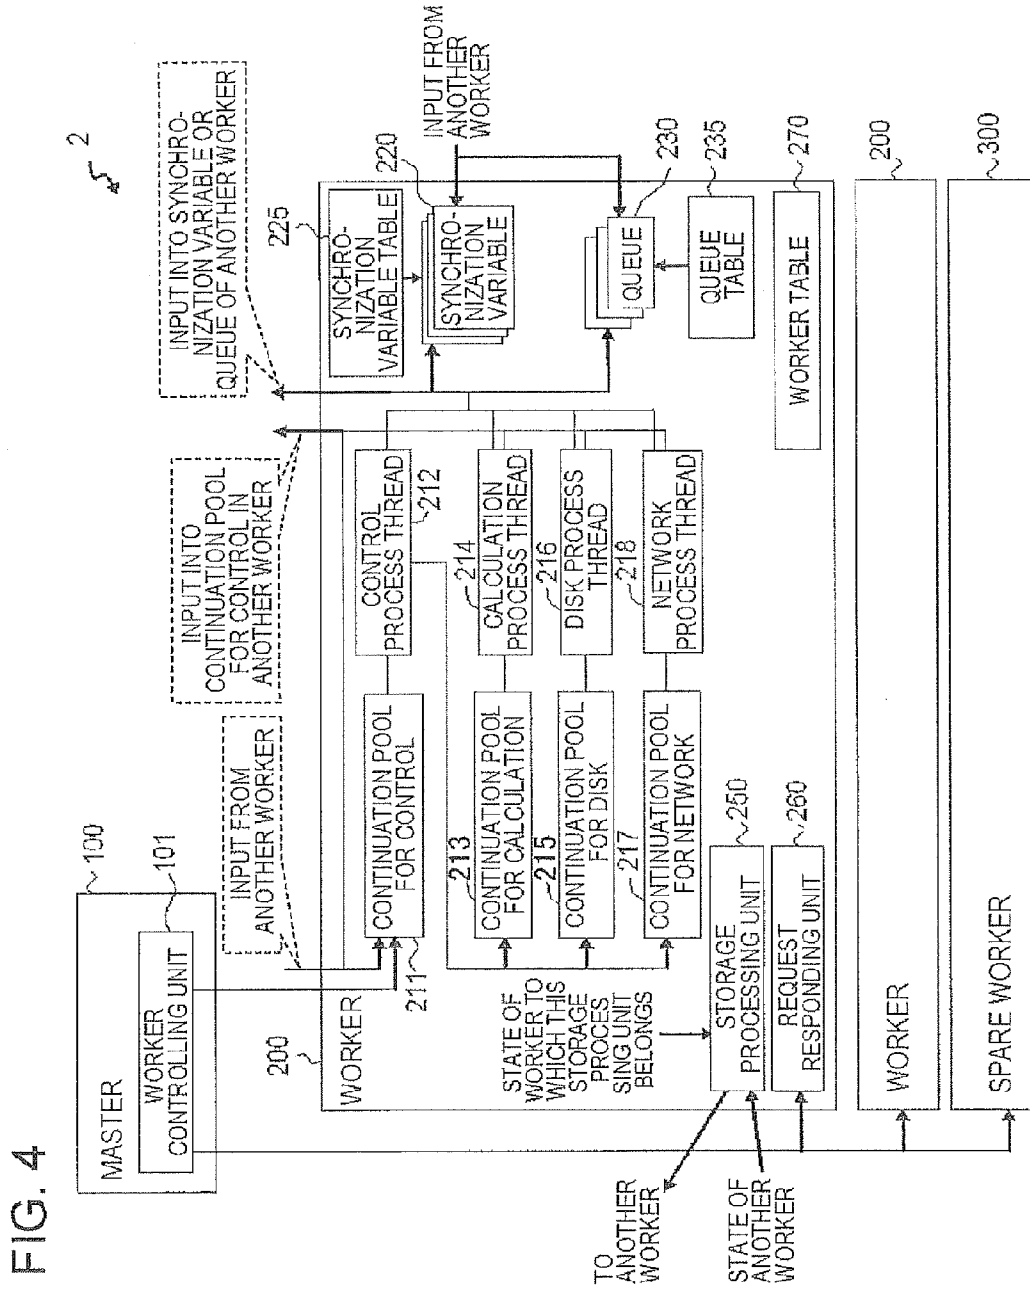 FIG. 4
2
MASTER
100
WORKER
CONTROLLING UNIT
101
INPUT FROM
ANOTHER WORKER
INPUT INTO
CONTINUATION POOL
FOR CONTROL IN
ANOTHER WORKER
INPUT INTO SYNCHRO-
NIZATION VARIABLE OR
QUEUE OF ANOTHER WORKER
200
WORKER
CONTINUATION POOL
FOR CONTROL
211
CONTROL
PROCESS THREAD
212
213
CONTINUATION POOL
FOR CALCULATION
214
CALCULATION
PROCESS THREAD
215
CONTINUATION POOL
FOR DISK
216
DISK PROCESS
THREAD
217
CONTINUATION POOL
FOR NETWORK
218
NETWORK
PROCESS THREAD
225
SYNCHRO-
NIZATION
VARIABLE TABLE
220
SYNCHRO-
NIZATION
VARIABLE
INPUT FROM
ANOTHER
WORKER
230
QUEUE
235
QUEUE
TABLE
270
WORKER TABLE
STATE OF
WORKER TO
WHICH THIS
STORAGE
PROCES
SING UNIT
BELONGS
STORAGE
PROCESSING UNIT
250
REQUEST
RESPONDING UNIT
260
TO
ANOTHER
WORKER
STATE OF
ANOTHER
WORKER
WORKER
200
SPARE WORKER
300